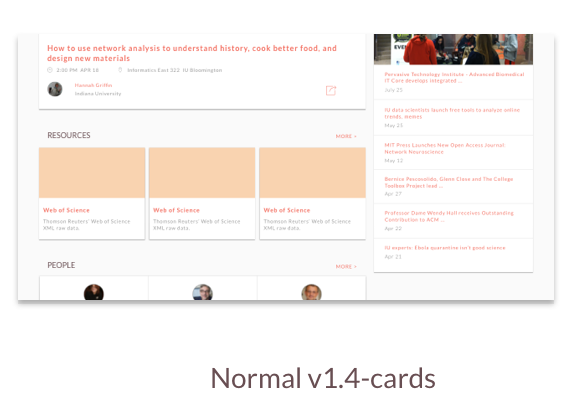 How to use network analysis to understand history, cook better food, and
design new materials
2:00 PM APR 18 Informatics East 322 IU Bloomington
Hannah Griffin
Indiana University
RESOURCES
MORE +
Web of Science
Thomson Reuters' Web of Science
XML raw data.
Web of Science
Thomson Reuters' Web of Science
XML raw data.
Web of Science
Thomson Reuters' Web of Science
XML raw data.
PEOPLE
MORE +
EVE
Pervasive Technology Institute - Advanced Biomedical
IT Core develops integrated ...
July 25
IU data scientists launch free tools to analyze online
trends, memes
May 23
MIT Press Launches New Open Access Journal:
Network Neuroscience
May 12
Bernice Pescosolido, Glenn Close and The College
Toolbox Project lead ...
Apr 27
Professor Dame Wendy Hall receives Outstanding
Contribution to ACM ...
Apr 22
IU experts: Ebola quarantine isn't good science
Apr 21
Normal v1.4-cards